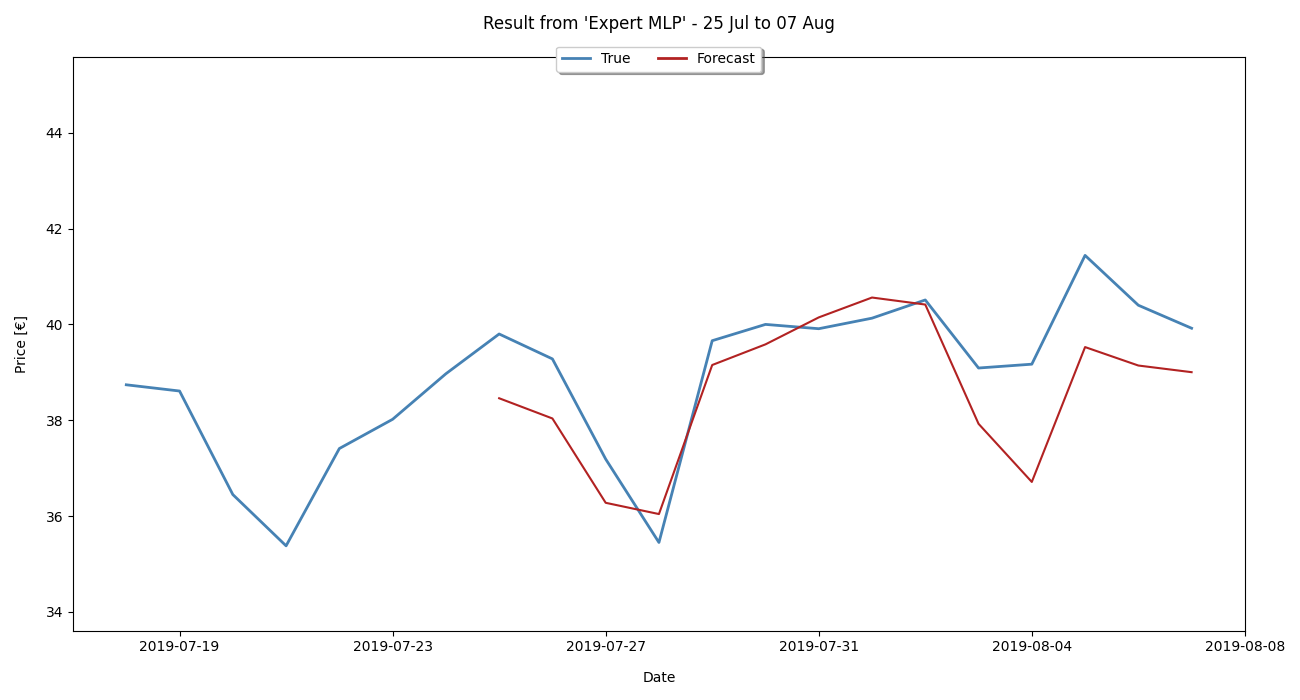 Result from 'Expert MLP' - 25 Jul to 07 Aug
True Forecast
Price [€]
44
42
40
38
36
34
2019-07-19 2019-07-23 2019-07-27 2019-07-31 2019-08-04 2019-08-08
Date